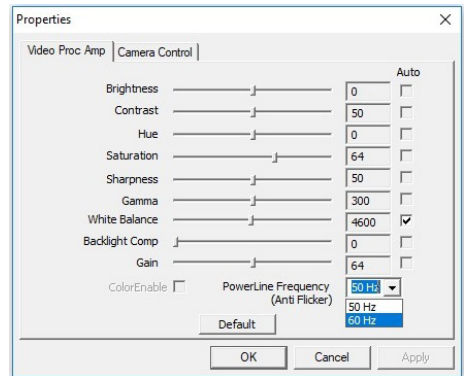 Properties
Video Proc Amp Camera Control
Auto
Brightness 0
Contrast 50
Hue 0
Saturation 64
Sharpness 50
Gamma 300
White Balance 4600
Backlight Comp 0
Gain 64
ColorEnable PowerLine Frequency 50 Hz
(Anti Flicker)
50 Hz
60 Hz
Default
OK Cancel Apply